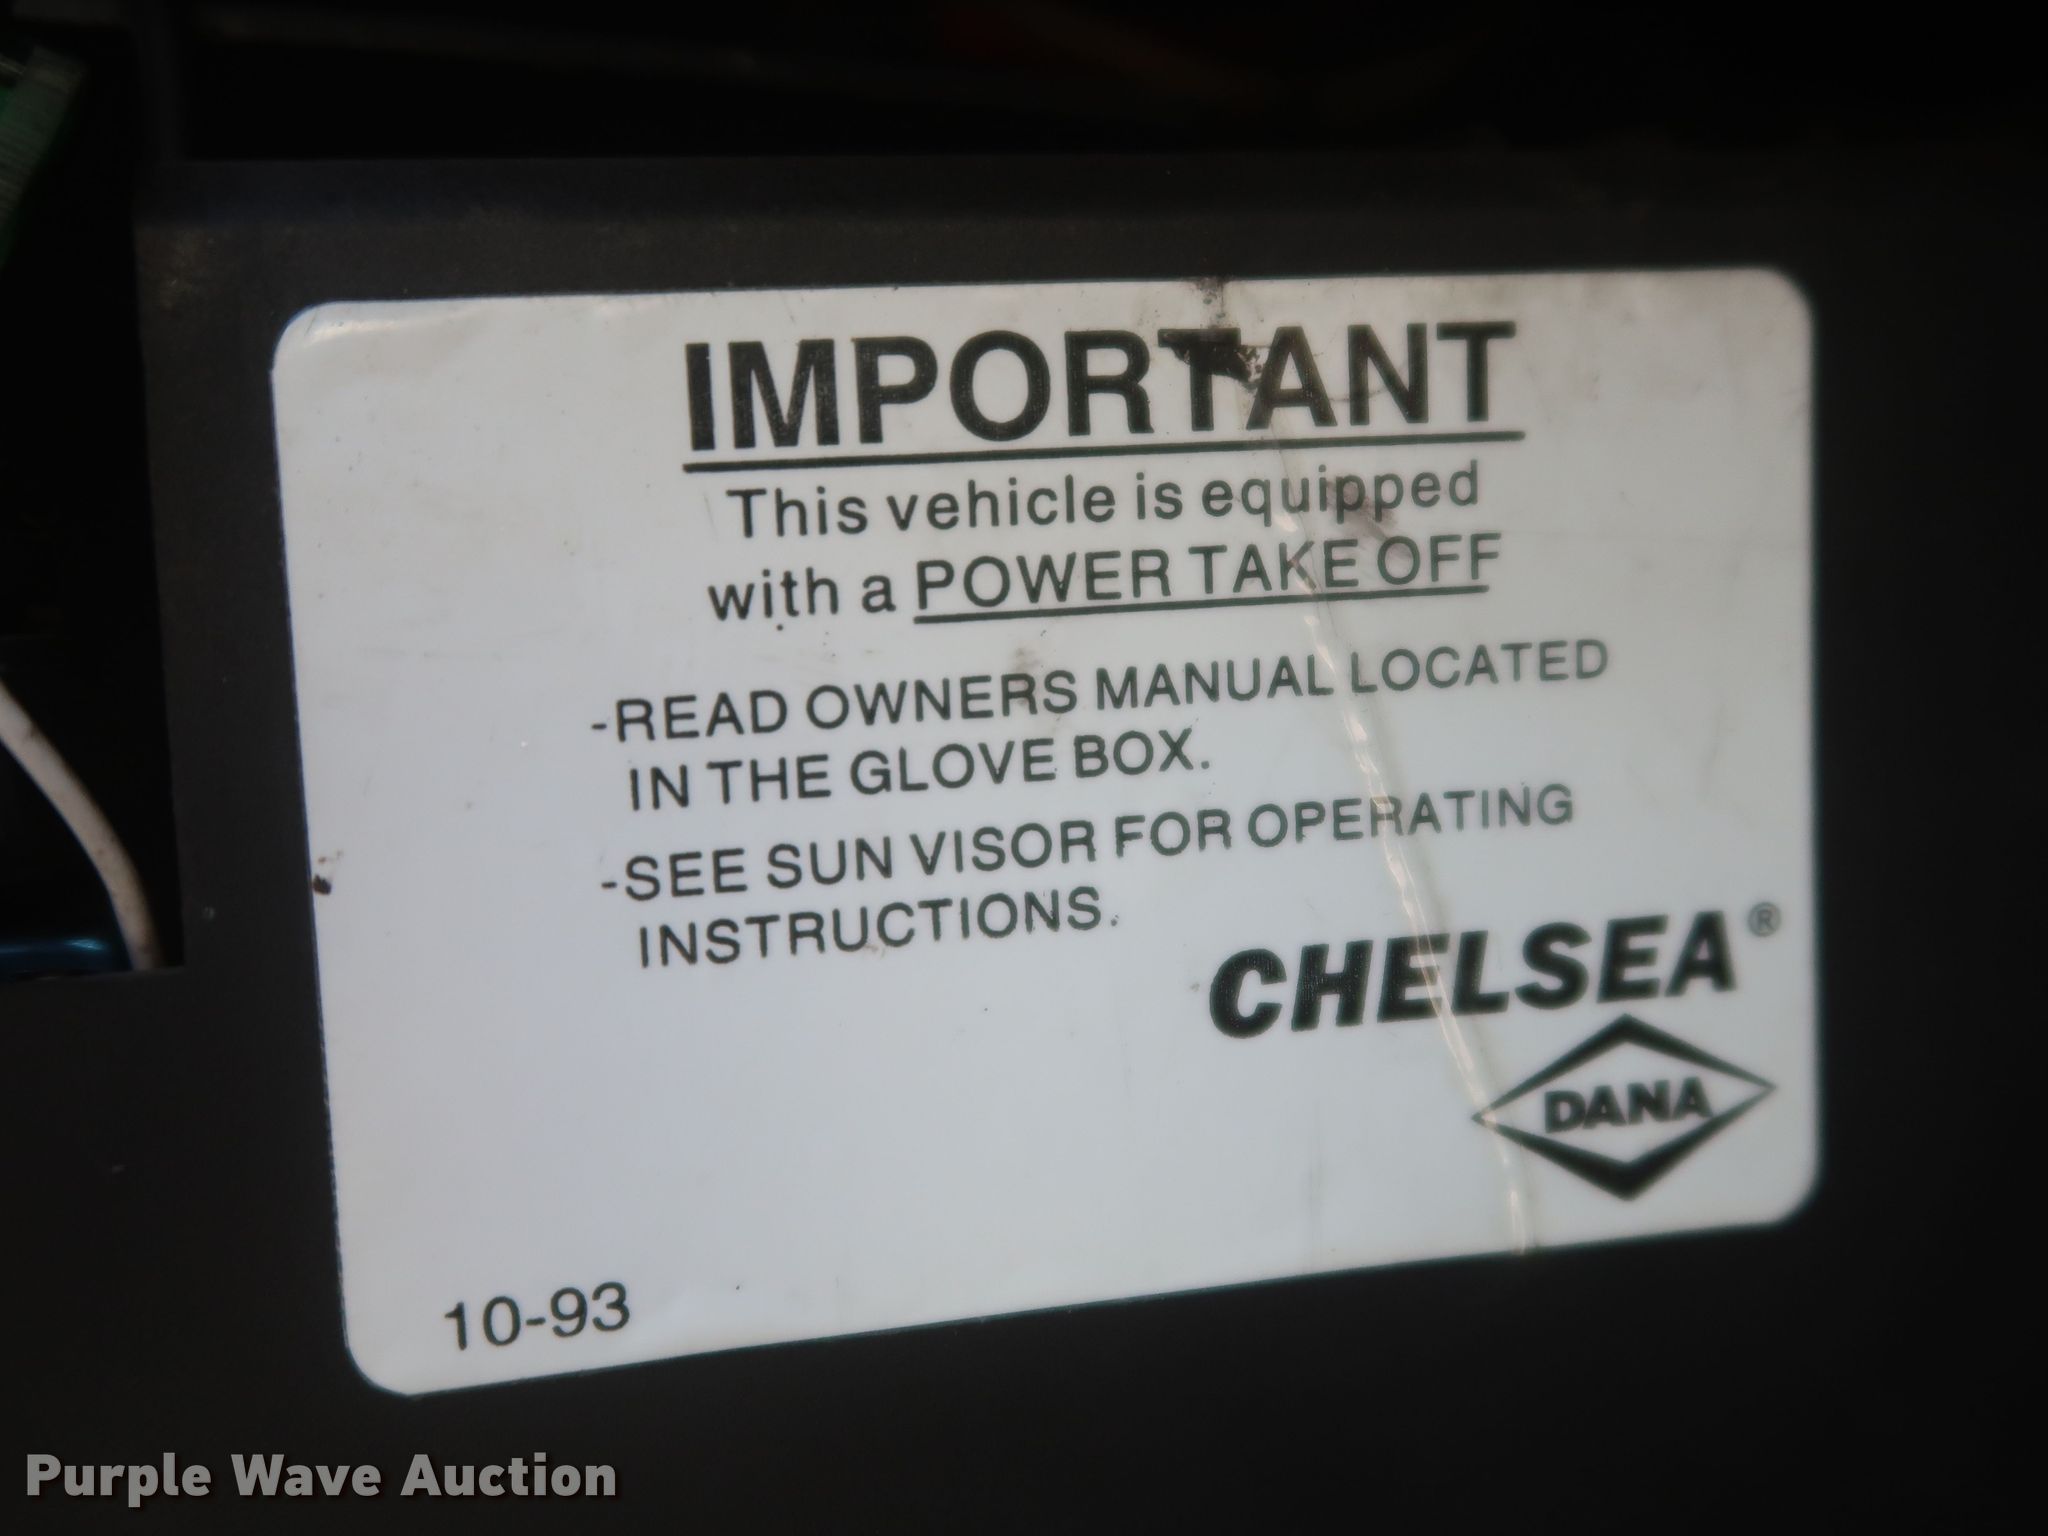 IMPORTANT
This vehicle is equipped
with a POWER TAKE OFF
-READ OWNERS MANUAL LOCATED
IN THE GLOVE BOX.
-SEE SUN VISOR FOR OPERATING
INSTRUCTIONS.
CHELSEA®
DANA
10-93
Purple Wave Auction